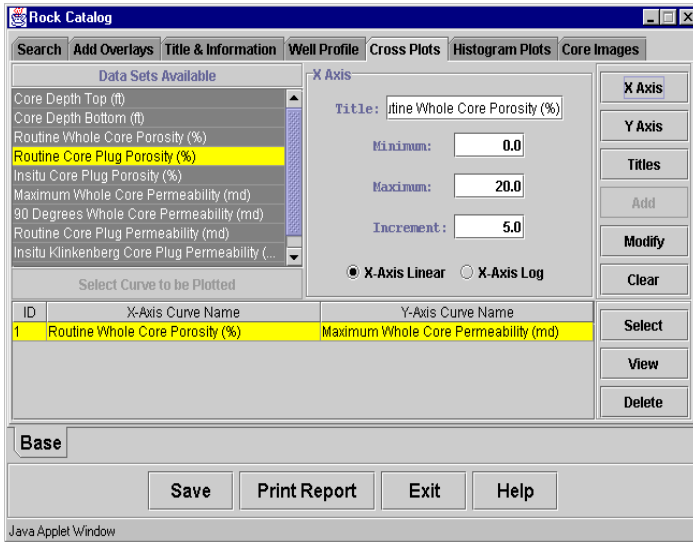 Rock Catalog
Search Add Overlays Title & Information Well Profile Cross Plots Histogram Plots Core Images
Data Sets Available
Core Depth Top (ft)
Core Depth Bottom (ft)
Routine Whole Core Porosity (%)
Routine Core Plug Porosity (%)
Insitu Core Plug Porosity (%)
Maximum Whole Core Permeability (md)
90 Degrees Whole Core Permeability (md)
Routine Core Plug Permeability (md)
Insitu Klinkenberg Core Plug Permeability (...
Select Curve to be Plotted
X Axis
Title: utine Whole Core Porosity (%)
Minimum: 0.0
Maximum: 20.0
Increment: 5.0
X-Axis Linear X-Axis Log
X Axis
Y Axis
Titles
Add
Modify
Clear
ID X-Axis Curve Name Y-Axis Curve Name
1 Routine Whole Core Porosity (%) Maximum Whole Core Permeability (md)
Select
View
Delete
Base
Save Print Report Exit Help
Java Applet Window